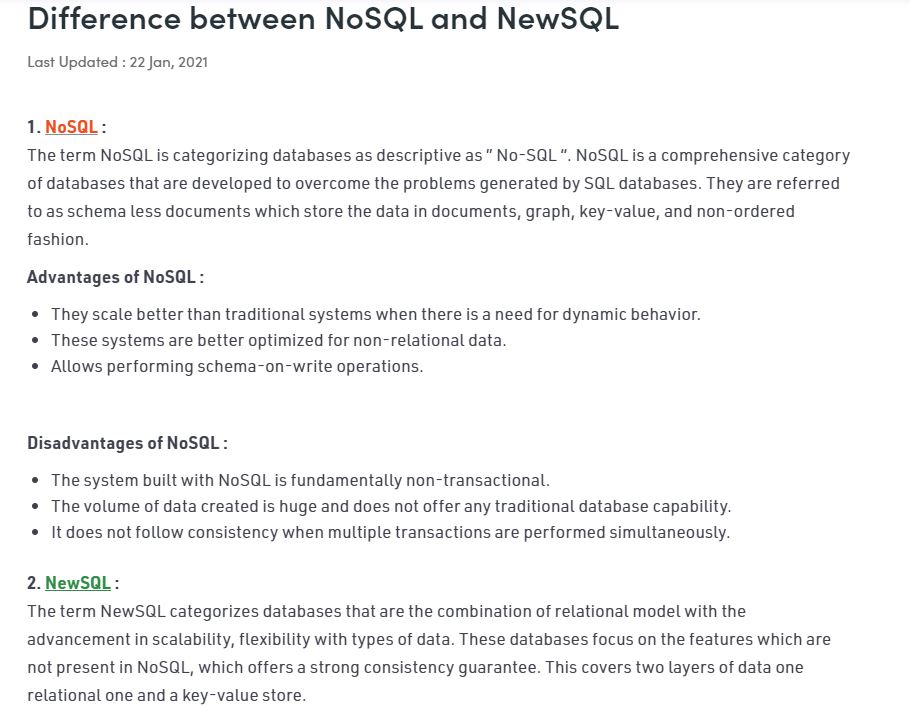 Difference between NoSQL and NewSQL
Last Updated : 22 Jan, 2021
1. NoSQL :
The term NoSQL is categorizing databases as descriptive as ” No-SQL “. NoSQL is a comprehensive category
of databases that are developed to overcome the problems generated by SQL databases. They are referred
to as schema less documents which store the data in documents, graph, key-value, and non-ordered
fashion.
Advantages of NoSQL :
• They scale better than traditional systems when there is a need for dynamic behavior.
• These systems are better optimized for non-relational data.
• Allows performing schema-on-write operations.
Disadvantages of NoSQL :
• The system built with NoSQL is fundamentally non-transactional.
• The volume of data created is huge and does not offer any traditional database capability.
• It does not follow consistency when multiple transactions are performed simultaneously.
2. NewSQL :
The term NewSQL categorizes databases that are the combination of relational model with the
advancement in scalability, flexibility with types of data. These databases focus on the features which are
not present in NoSQL, which offers a strong consistency guarantee. This covers two layers of data one
relational one and a key-value store.